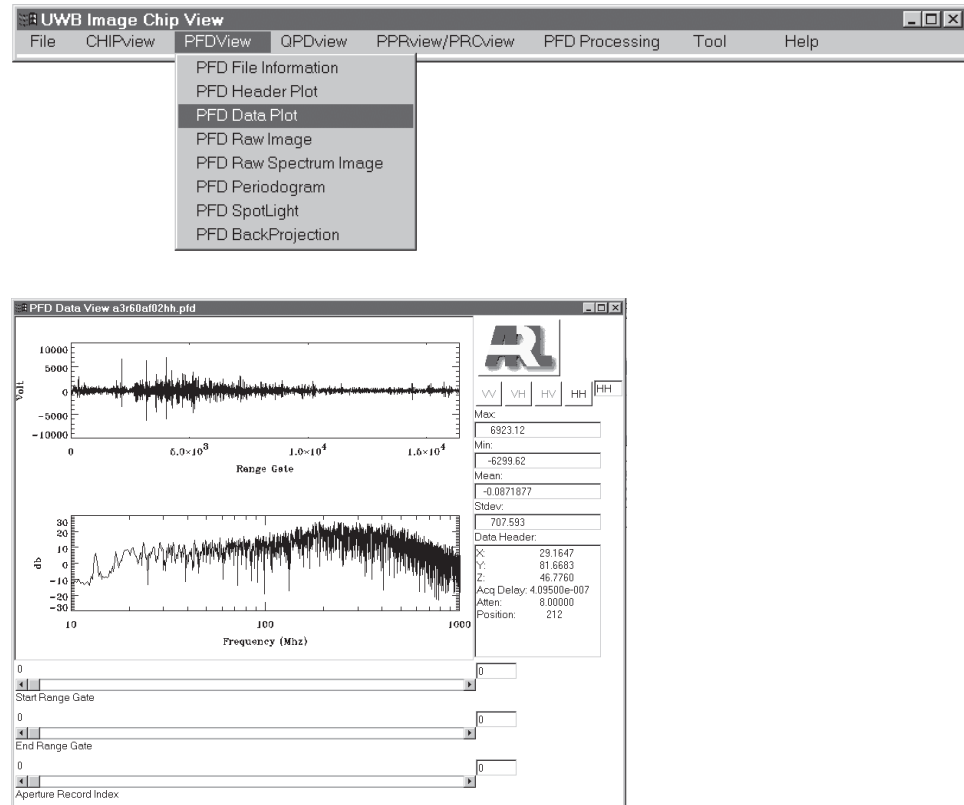 UWB Image Chip View
File CHIPview PFDView QPDview PPRview/PRCview PFD Processing Tool Help
PFD File Information
PFD Header Plot
PFD Data Plot
PFD Raw Image
PFD Raw Spectrum Image
PFD Periodogram
PFD SpotLight
PFD BackProjection
PFD Data View a3r60af02hh.pfd
ARL
VV VH HV HH HH
10000
5000
0
-5000
-10000
Volt
0 5.0×10³ 1.0×10⁴ 1.5×10⁴
Range Gate
Max:
6923.12
Min:
-6299.62
Mean:
-0.0871877
Stdev:
707.593
Data Header:
X: 29.1647
Y: 81.6683
Z: 46.7760
Acq Delay: 4.09500e-007
Atten: 8.00000
Position: 212
30
20
10
0
-10
-20
-30
db
10 100 1000
Frequency (Mhz)
0 0
Start Range Gate
0 0
End Range Gate
0 0
Aperture Record Index